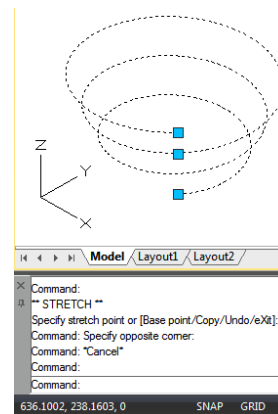 Z
Y
X
Model Layout1 Layout2
Command:
** STRETCH **
Specify stretch point or [Base point/Copy/Undo/eXit]:
Command: Specify opposite corner:
Command: *Cancel*
Command:
Command:
636.1002, 238.1603, 0 SNAP GRID